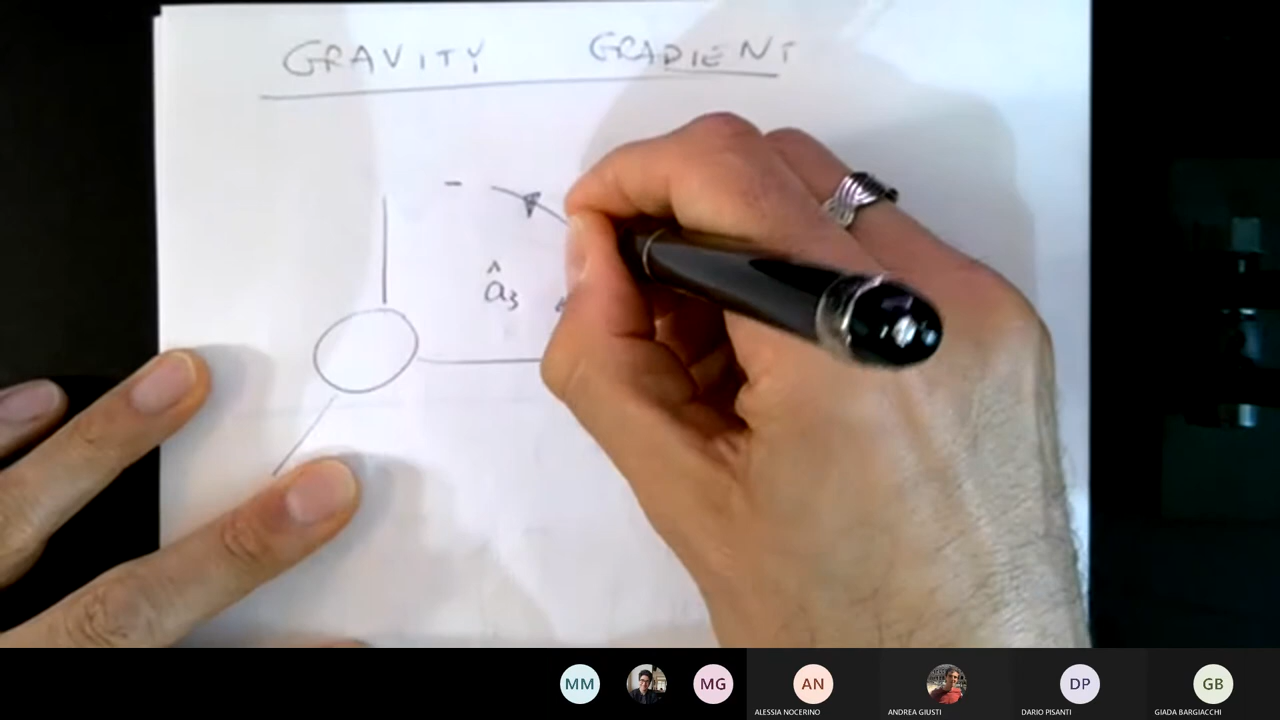 GRAVITY GRADIENT
â₃
MM MG AN DP GB
ALESSIA NOCERINO ANDREA GIUSTI DARIO PISANTI GIADA BARGIACCHI